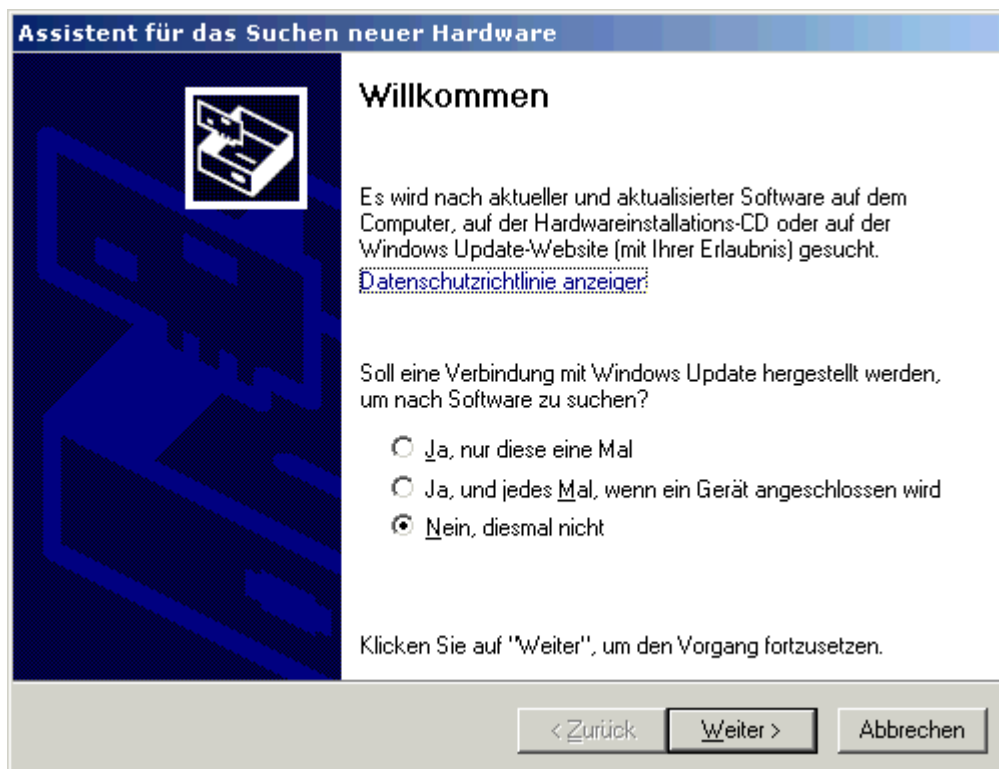 Assistent für das Suchen neuer Hardware
Willkommen
Es wird nach aktueller und aktualisierter Software auf dem
Computer, auf der Hardwareinstallations-CD oder auf der
Windows Update-Website (mit Ihrer Erlaubnis) gesucht.
Datenschutzrichtlinie anzeigen
Soll eine Verbindung mit Windows Update hergestellt werden,
um nach Software zu suchen?
Ja, nur diese eine Mal
Ja, und jedes Mal, wenn ein Gerät angeschlossen wird
Nein, diesmal nicht
Klicken Sie auf "Weiter", um den Vorgang fortzusetzen.
< Zurück
Weiter >
Abbrechen